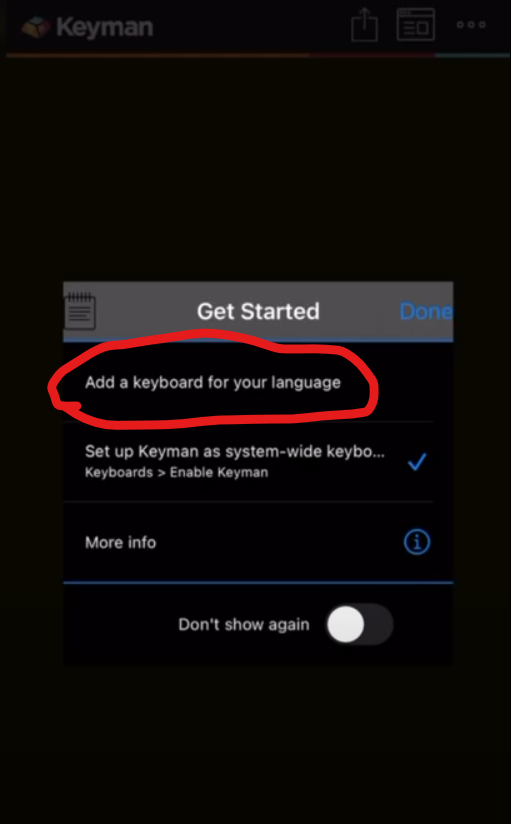 Keyman
Get Started
Done
Add a keyboard for your language
Set up Keyman as system-wide keybo...
Keyboards > Enable Keyman
More info
Don't show again